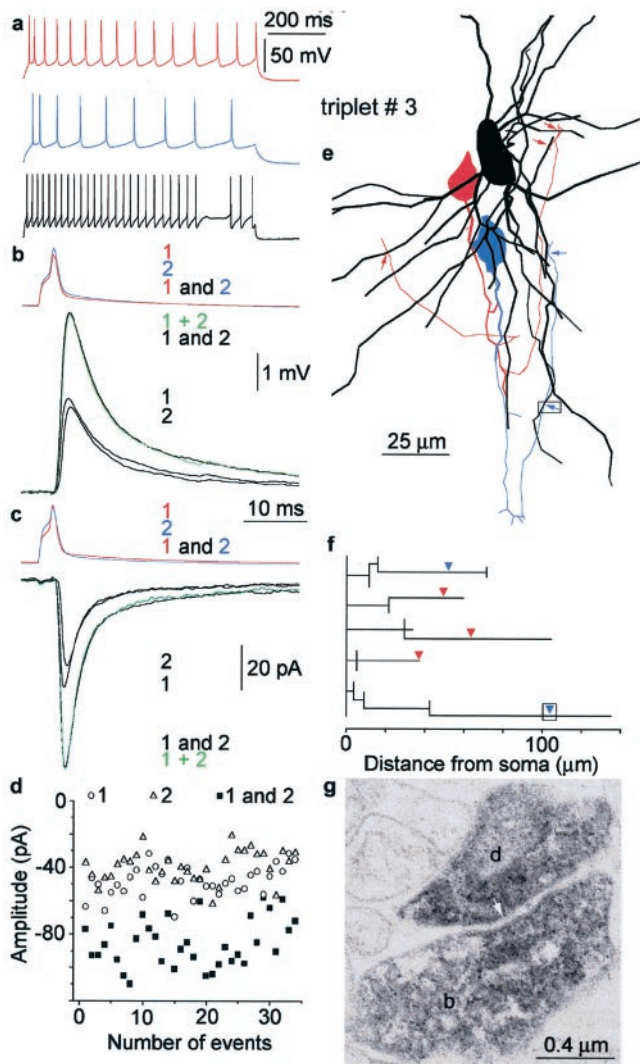 a
200 ms
50 mV
triplet # 3
b
1
2
1 and 2
1 + 2
1 and 2
1 mV
1
2
c
10 ms
1
2
1 and 2
20 pA
2
1
1 and 2
1 + 2
d
1
2
1 and 2
Amplitude (pA)
0
-40
-80
0
10
20
30
Number of events
e
25 μm
f
0
100
Distance from soma (μm)
g
d
b
0.4 μm